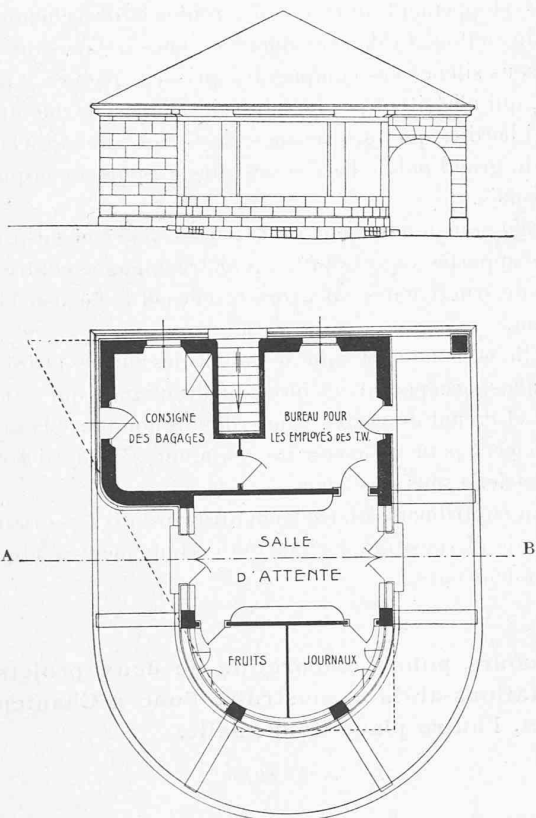 CONSIGNE
DES BAGAGES
BUREAU POUR
LES EMPLOYÉS DES T.W.
A
B
SALLE
D'ATTENTE
FRUITS
JOURNAUX